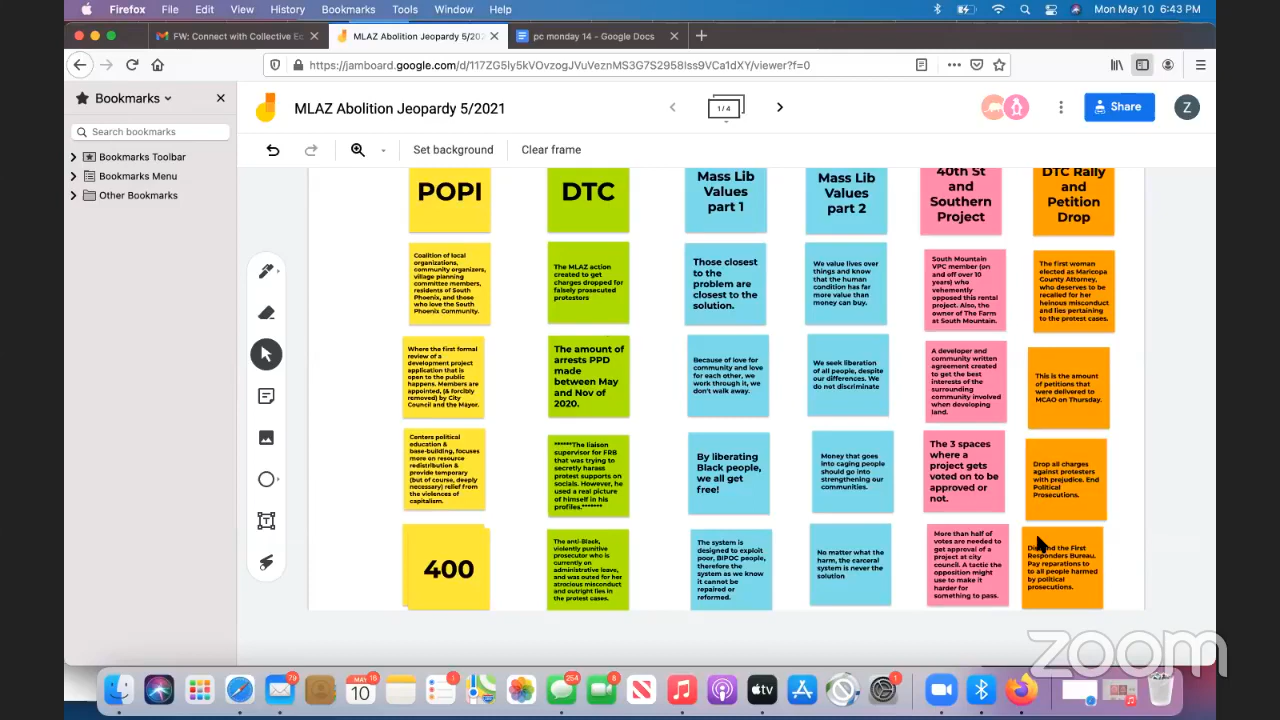 Firefox File Edit View History Bookmarks Tools Window Help Mon May 10 6:43 PM
FW: Connect with Collective Ec
MLAZ Abolition Jeopardy 5/202
pc monday 14 - Google Docs
https://jamboard.google.com/d/117ZG5Iy5kVOvzogJVuVeznMS3G7S2958Iss9VCa1dXY/viewer?f=0
Bookmarks
Search bookmarks
Bookmarks Toolbar
Bookmarks Menu
Other Bookmarks
MLAZ Abolition Jeopardy 5/2021
1/4
Share
Z
Set background
Clear frame
POPI
Coalition of local
organizations,
community organizers,
village planning
committee members,
residents of South
Phoenix, and those
who love the South
Phoenix Community.
Where the first formal
review of a
development project
application that is
open to the public
happens. Members are
appointed, (& forcibly
removed) by City
Council and the Mayor.
Centers political
education &
base-building, focuses
more on resource
redistribution &
provide temporary
(but of course, deeply
necessary) relief from
the violences of
capitalism.
400
DTC
The MLAZ action
created to get
charges dropped for
falsely prosecuted
protestors
The amount of
arrests PPD
made
between May
and Nov of
2020.
******The liaison
supervisor for FRB
that was trying to
secretly harass
protest supports on
socials. However, he
used a real picture
of himself in his
profiles.*******
The anti-Black,
violently punitive
prosecutor who is
currently on
administrative leave,
and was outed for her
atrocious misconduct
and outright lies in
the protest cases.
Mass Lib
Values
part 1
Those closest
to the
problem are
closest to the
solution.
Because of love for
community and love
for each other, we
work through it, we
don't walk away.
By liberating
Black people,
we all get
free!
The system is
designed to exploit
poor, BIPOC people,
therefore the
system as we know
it cannot be
repaired or
reformed.
Mass Lib
Values
part 2
We value lives over
things and know that
the human
condition has far
more value than
money can buy.
We seek liberation
of all people, despite
our differences. We
do not discriminate
Money that goes
into caging people
should go into
strengthening our
communities.
No matter what the
harm, the carceral
system is never the
solution
40th St
and
Southern
Project
South Mountain
VPC member (on
and off over 10
years) who
vehemently
opposed this rental
project. Also, the
owner of The Farm
at South Mountain.
A developer and
community written
agreement created
to get the best
interests of the
surrounding
community involved
when developing
land.
The 3 spaces
where a
project gets
voted on to be
approved or
not.
More than half of
votes are needed to
get approval of a
project at city
council. A tactic the
opposition might
use to make it
harder for
something to pass.
DTC Rally
and
Petition
Drop
The first woman
elected as Maricopa
County Attorney,
who deserves to be
recalled for her
heinous misconduct
and lies pertaining
to the protest cases.
This is the amount
of petitions that
were delivered to
MCAO on Thursday.
Drop all charges
against protesters
with prejudice. End
Political
Prosecutions.
the First
Responders Bureau.
Pay reparations to
to all people harmed
by political
prosecutions.
zoom
79
MAY
10
18
1
254
8
1